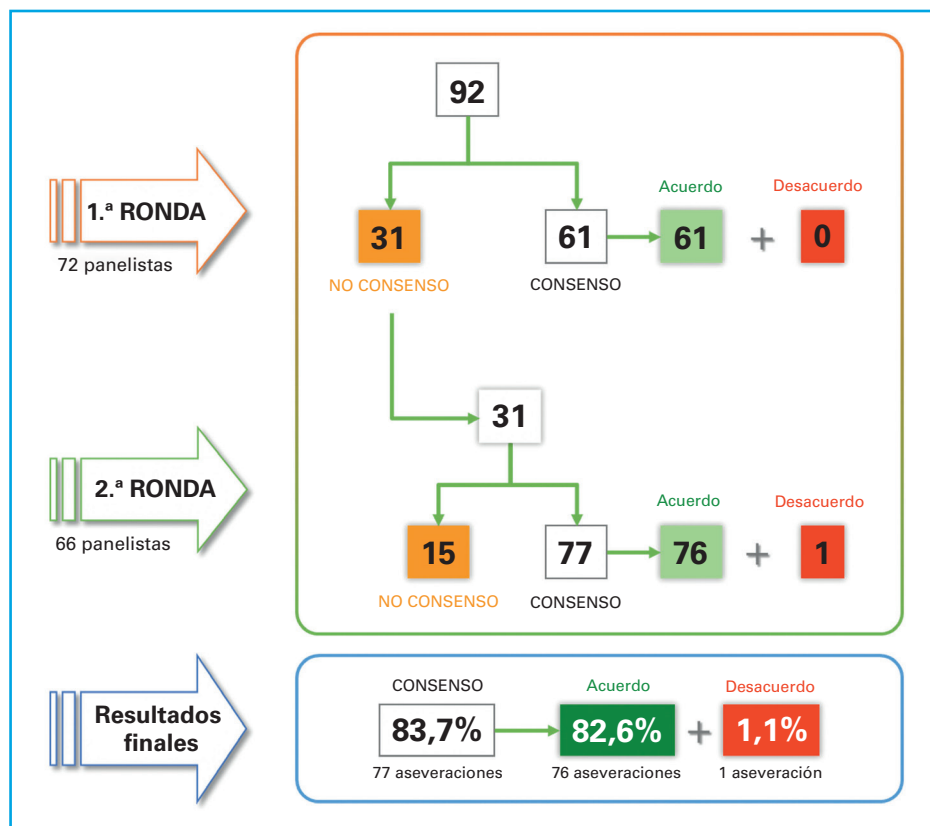 92
1.ª RONDA
72 panelistas
Acuerdo Desacuerdo
31 61 61 + 0
NO CONSENSO CONSENSO
31
2.ª RONDA
66 panelistas
Acuerdo Desacuerdo
15 77 76 + 1
NO CONSENSO CONSENSO
Resultados
finales
CONSENSO Acuerdo Desacuerdo
83,7% 82,6% + 1,1%
77 aseveraciones 76 aseveraciones 1 aseveración